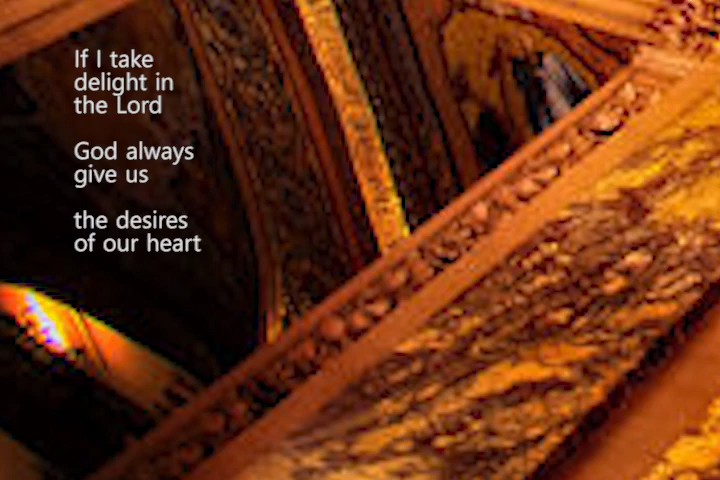 If I take
delight in
the Lord
God always
give us
the desires
of our heart